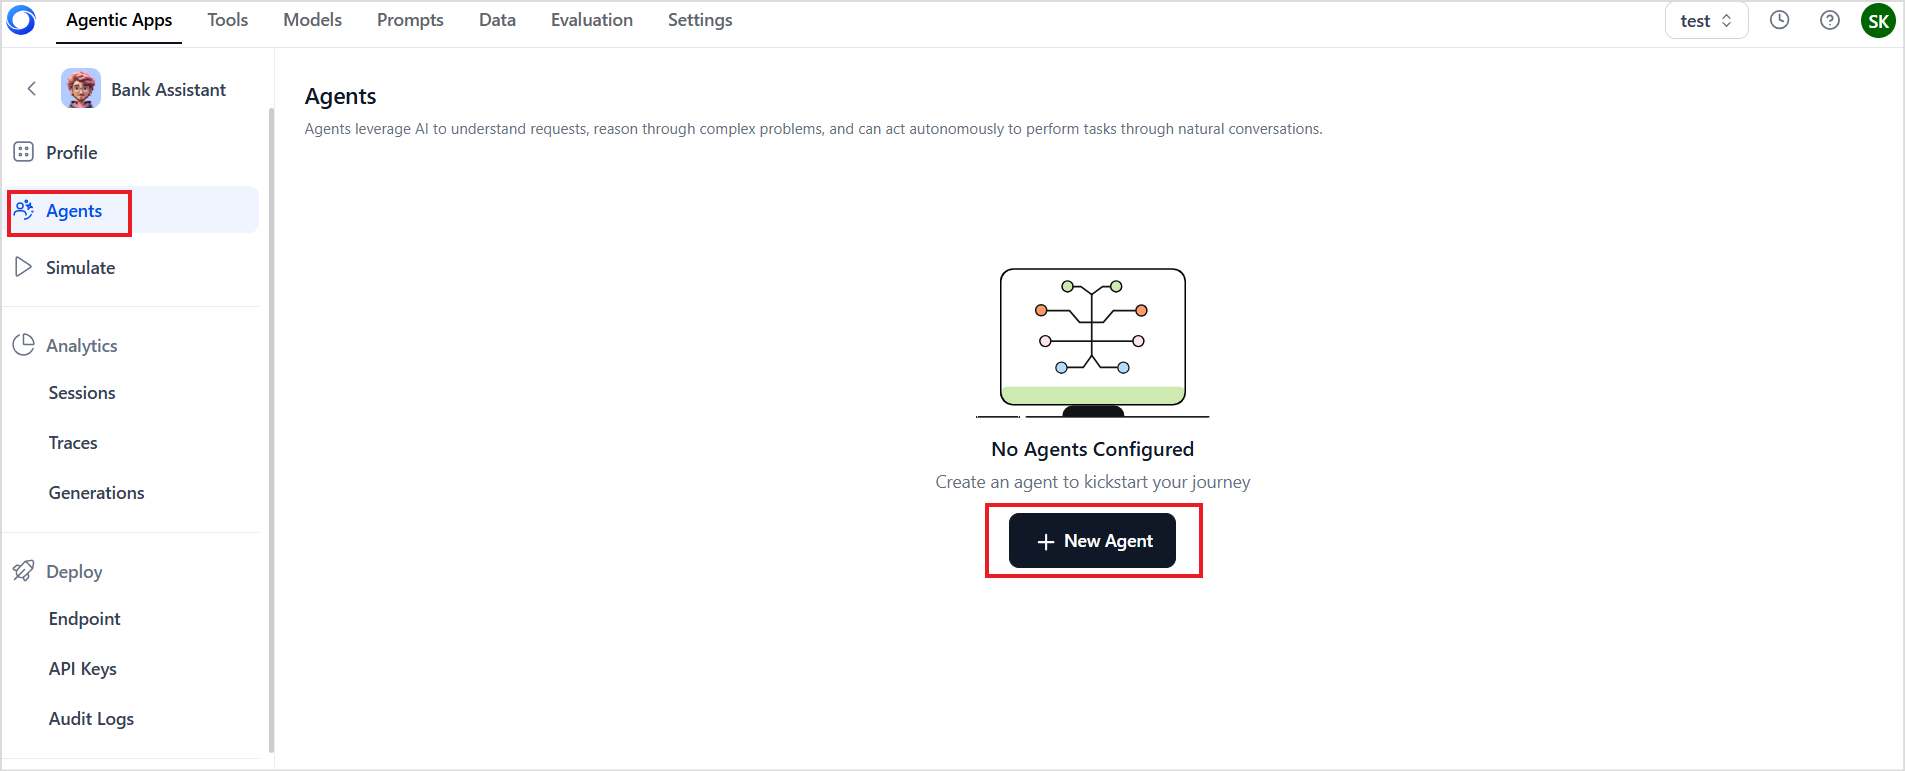 Agentic Apps Tools Models Prompts Data Evaluation Settings test SK
Bank Assistant
Profile
Agents
Simulate
Analytics
Sessions
Traces
Generations
Deploy
Endpoint
API Keys
Audit Logs
Agents
Agents leverage AI to understand requests, reason through complex problems, and can act autonomously to perform tasks through natural conversations.
No Agents Configured
Create an agent to kickstart your journey
+ New Agent